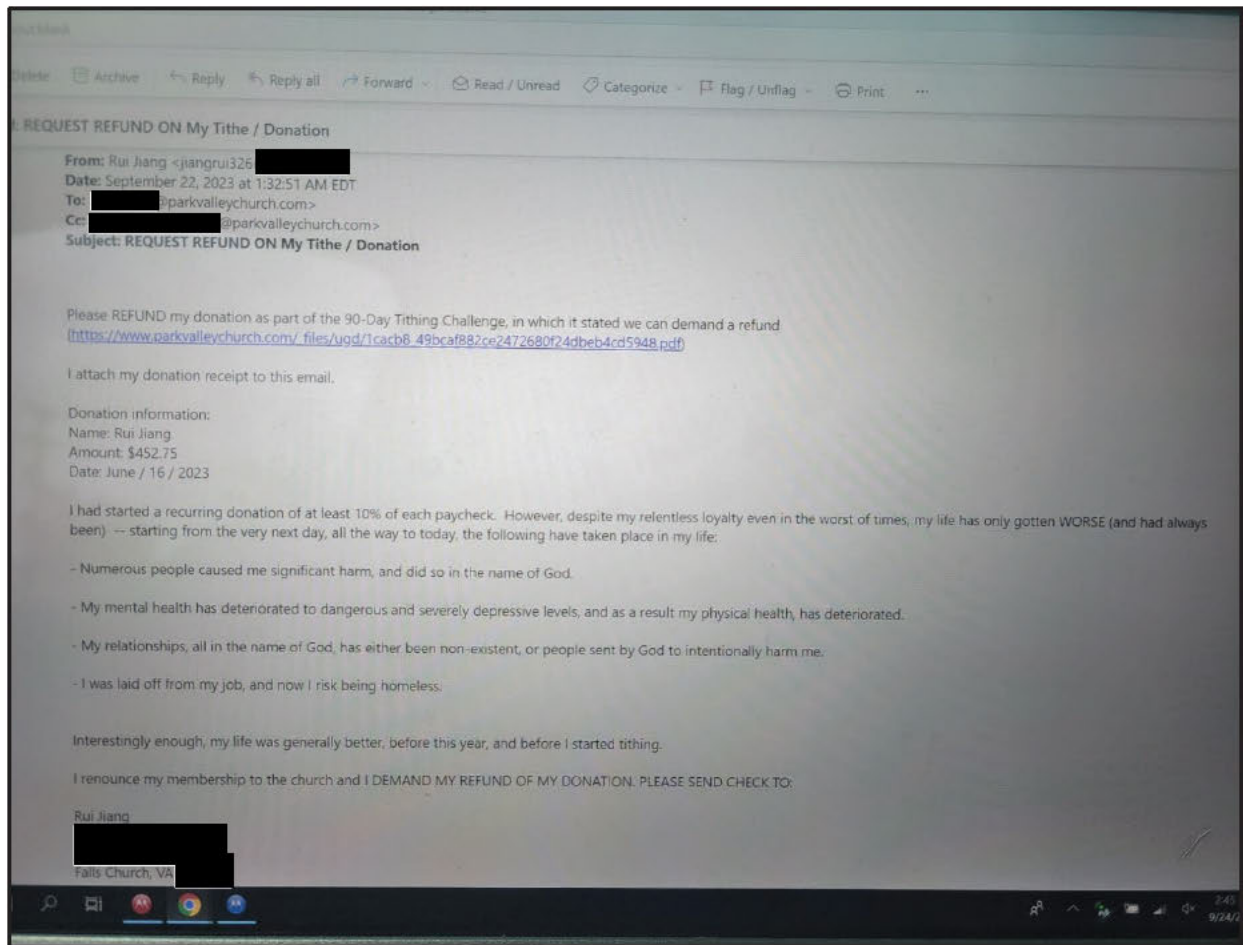 Delete Archive Reply Reply all Forward Read / Unread Categorize Flag / Unflag Print ...
REQUEST REFUND ON My Tithe / Donation
From: Rui Jiang <jiangrui326
Date: September 22, 2023 at 1:32:51 AM EDT
To: @parkvalleychurch.com>
Cc: @parkvalleychurch.com>
Subject: REQUEST REFUND ON My Tithe / Donation
Please REFUND my donation as part of the 90-Day Tithing Challenge, in which it stated we can demand a refund
(https://www.parkvalleychurch.com/_files/ugd/1cacb8_49bcaf882ce2472680f24dbeb4cd5948.pdf)
I attach my donation receipt to this email.
Donation information:
Name: Rui Jiang
Amount: $452.75
Date: June / 16 / 2023
I had started a recurring donation of at least 10% of each paycheck. However, despite my relentless loyalty even in the worst of times, my life has only gotten WORSE (and had always
been) -- starting from the very next day, all the way to today, the following have taken place in my life:
- Numerous people caused me significant harm, and did so in the name of God.
- My mental health has deteriorated to dangerous and severely depressive levels, and as a result my physical health, has deteriorated.
- My relationships, all in the name of God, has either been non-existent, or people sent by God to intentionally harm me.
- I was laid off from my job, and now I risk being homeless.
Interestingly enough, my life was generally better, before this year, and before I started tithing.
I renounce my membership to the church and I DEMAND MY REFUND OF MY DONATION. PLEASE SEND CHECK TO:
Rui Jiang
Falls Church, VA
2:45
9/24/2